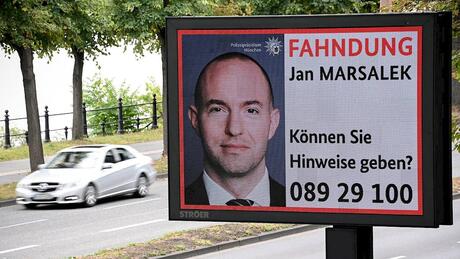 Polizeipräsidium
München
FAHNDUNG
Jan MARSALEK
Können Sie
Hinweise geben?
089 29 100
STRÖER